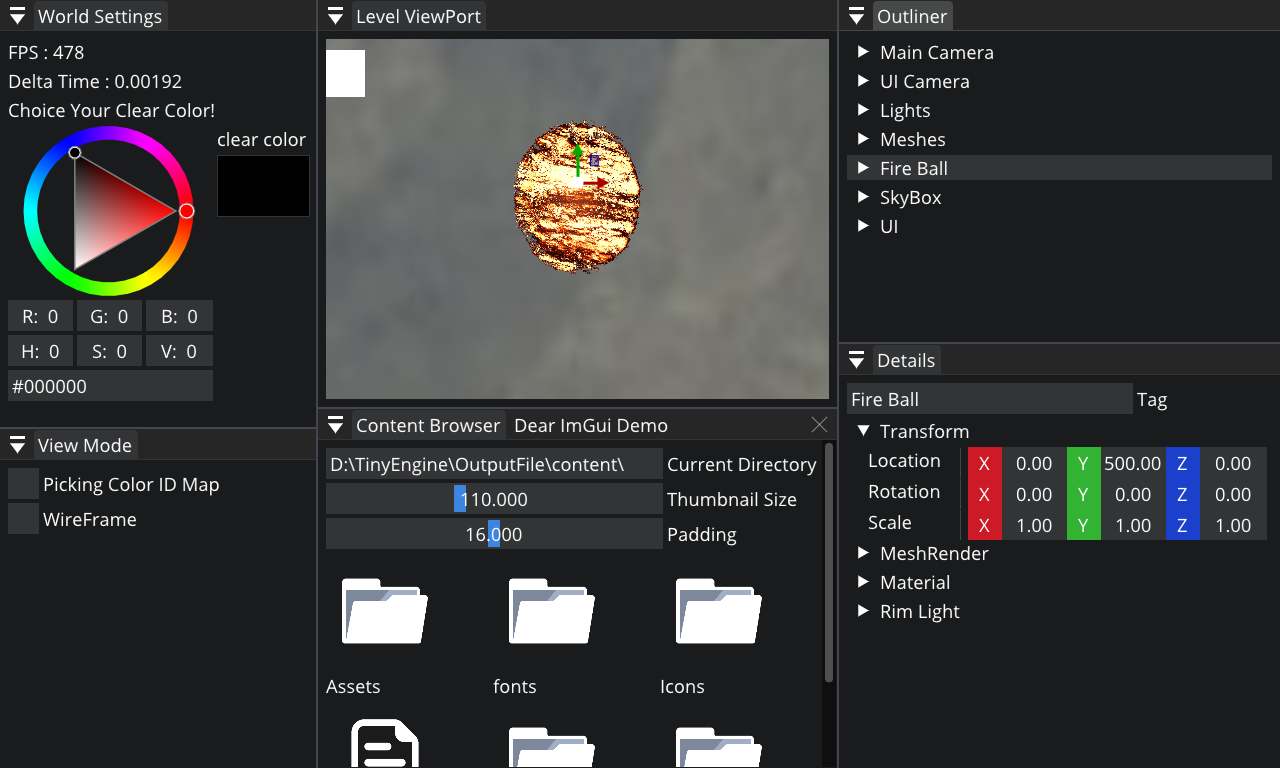 World Settings
FPS : 478
Delta Time : 0.00192
Choice Your Clear Color!
clear color
R: 0
G: 0
B: 0
H: 0
S: 0
V: 0
#000000
View Mode
Picking Color ID Map
WireFrame
Level ViewPort
Content Browser
Dear ImGui Demo
D:\TinyEngine\OutputFile\content\
Current Directory
110.000
Thumbnail Size
16.000
Padding
Assets
fonts
Icons
Outliner
Main Camera
UI Camera
Lights
Meshes
Fire Ball
SkyBox
UI
Details
Fire Ball
Tag
Transform
Location X 0.00 Y 500.00 Z 0.00
Rotation X 0.00 Y 0.00 Z 0.00
Scale X 1.00 Y 1.00 Z 1.00
MeshRender
Material
Rim Light